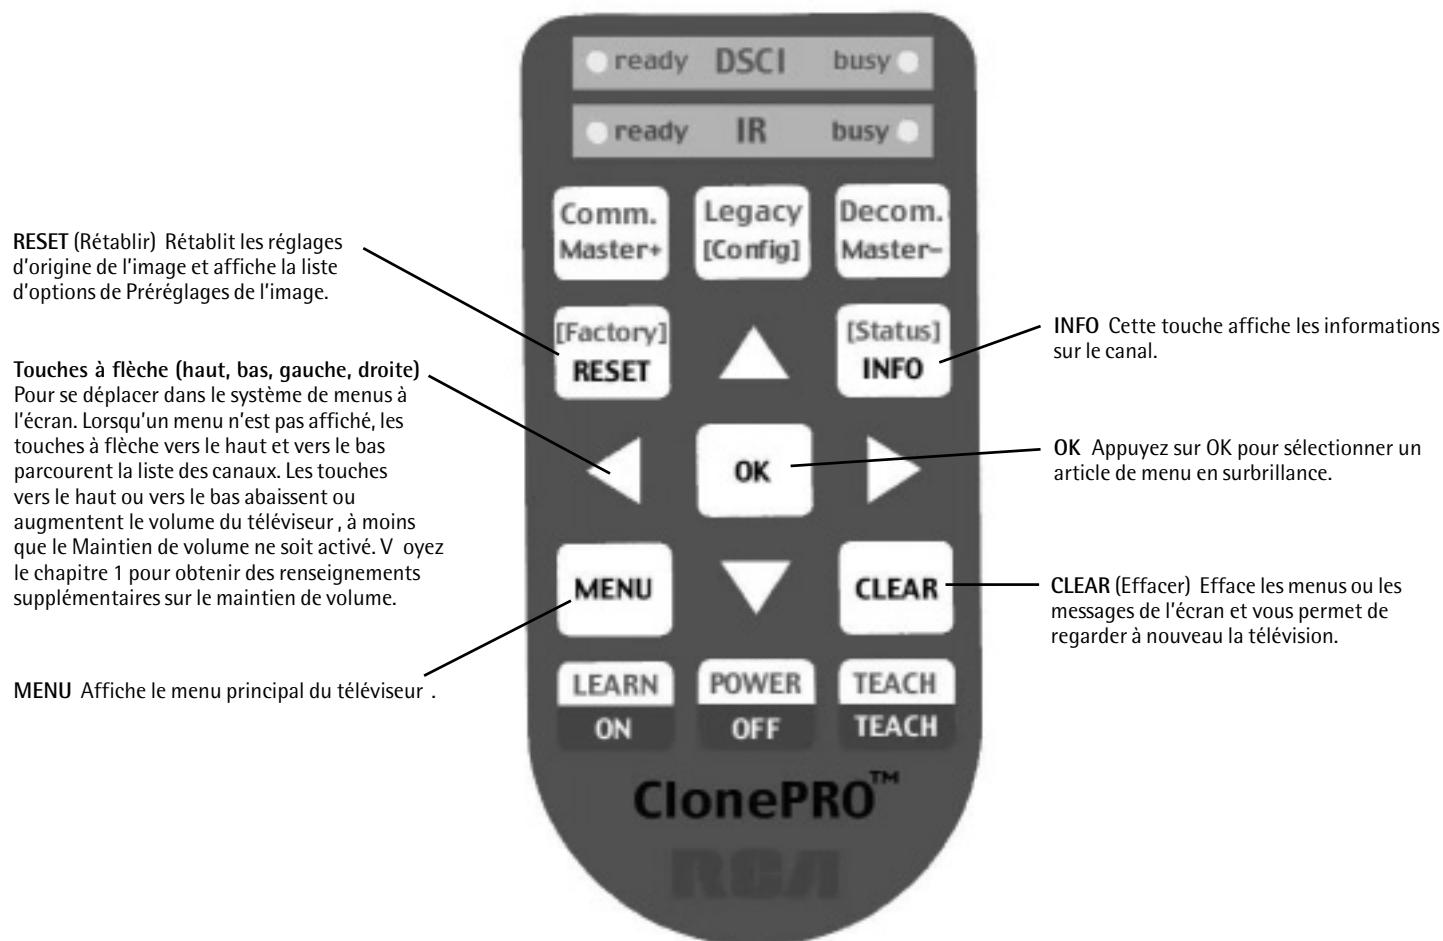 ready DSCI busy
ready IR busy
Comm. Legacy Decom.
Master+ [Config] Master–
[Factory] [Status]
RESET INFO
OK
MENU CLEAR
LEARN POWER TEACH
ON OFF TEACH
ClonePRO™
RCA
RESET (Rétablir) Rétablit les réglages
d'origine de l'image et affiche la liste
d'options de Préréglages de l'image.
Touches à flèche (haut, bas, gauche, droite)
Pour se déplacer dans le système de menus à
l'écran. Lorsqu'un menu n'est pas affiché, les
touches à flèche vers le haut et vers le bas
parcourent la liste des canaux. Les touches
vers le haut ou vers le bas abaissent ou
augmentent le volume du téléviseur , à moins
que le Maintien de volume ne soit activé. V oyez
le chapitre 1 pour obtenir des renseignements
supplémentaires sur le maintien de volume.
MENU Affiche le menu principal du téléviseur .
INFO Cette touche affiche les informations
sur le canal.
OK Appuyez sur OK pour sélectionner un
article de menu en surbrillance.
CLEAR (Effacer) Efface les menus ou les
messages de l'écran et vous permet de
regarder à nouveau la télévision.